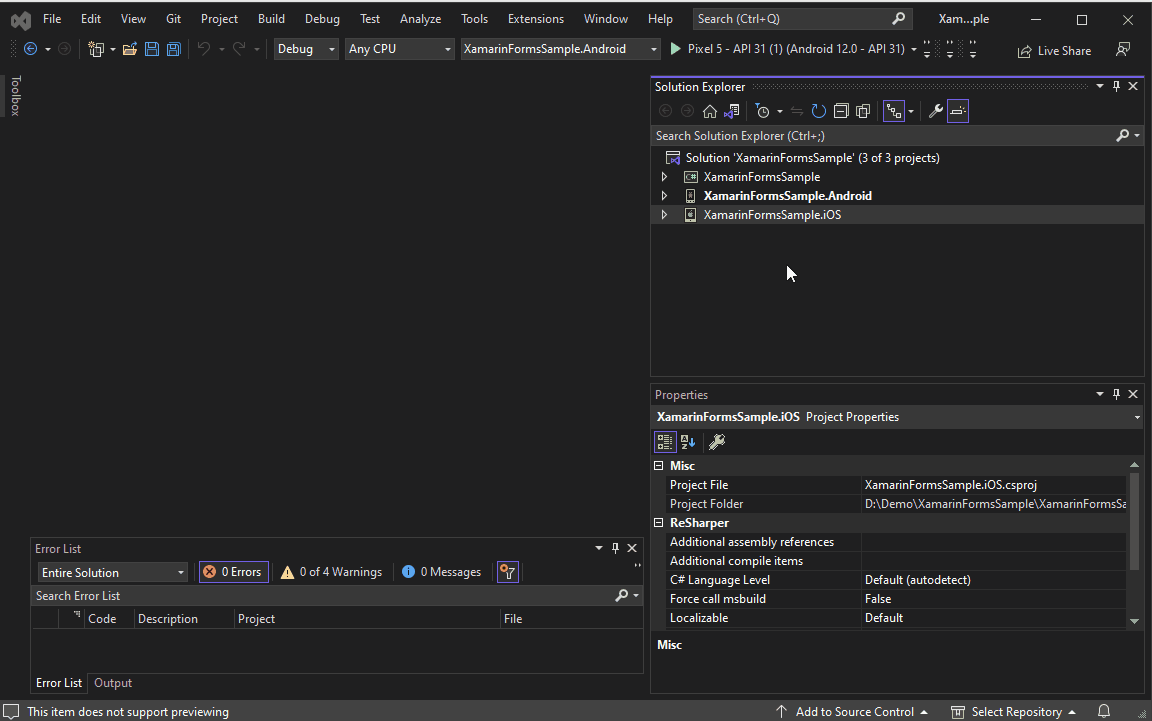 File Edit View Git Project Build Debug Test Analyze Tools Extensions Window Help Search (Ctrl+Q) Xam...ple
Debug Any CPU XamarinFormsSample.Android Pixel 5 - API 31 (1) (Android 12.0 - API 31) Live Share
Toolbox
Solution Explorer
Search Solution Explorer (Ctrl+;)
Solution 'XamarinFormsSample' (3 of 3 projects)
C# XamarinFormsSample
XamarinFormsSample.Android
XamarinFormsSample.iOS
Properties
XamarinFormsSample.iOS Project Properties
Misc
Project File XamarinFormsSample.iOS.csproj
Project Folder D:\Demo\XamarinFormsSample\XamarinFormsSa
ReSharper
Additional assembly references
Additional compile items
C# Language Level Default (autodetect)
Force call msbuild False
Localizable Default
Misc
Error List
Entire Solution 0 Errors 0 of 4 Warnings 0 Messages
Search Error List
Code Description Project File
Error List Output
This item does not support previewing Add to Source Control Select Repository